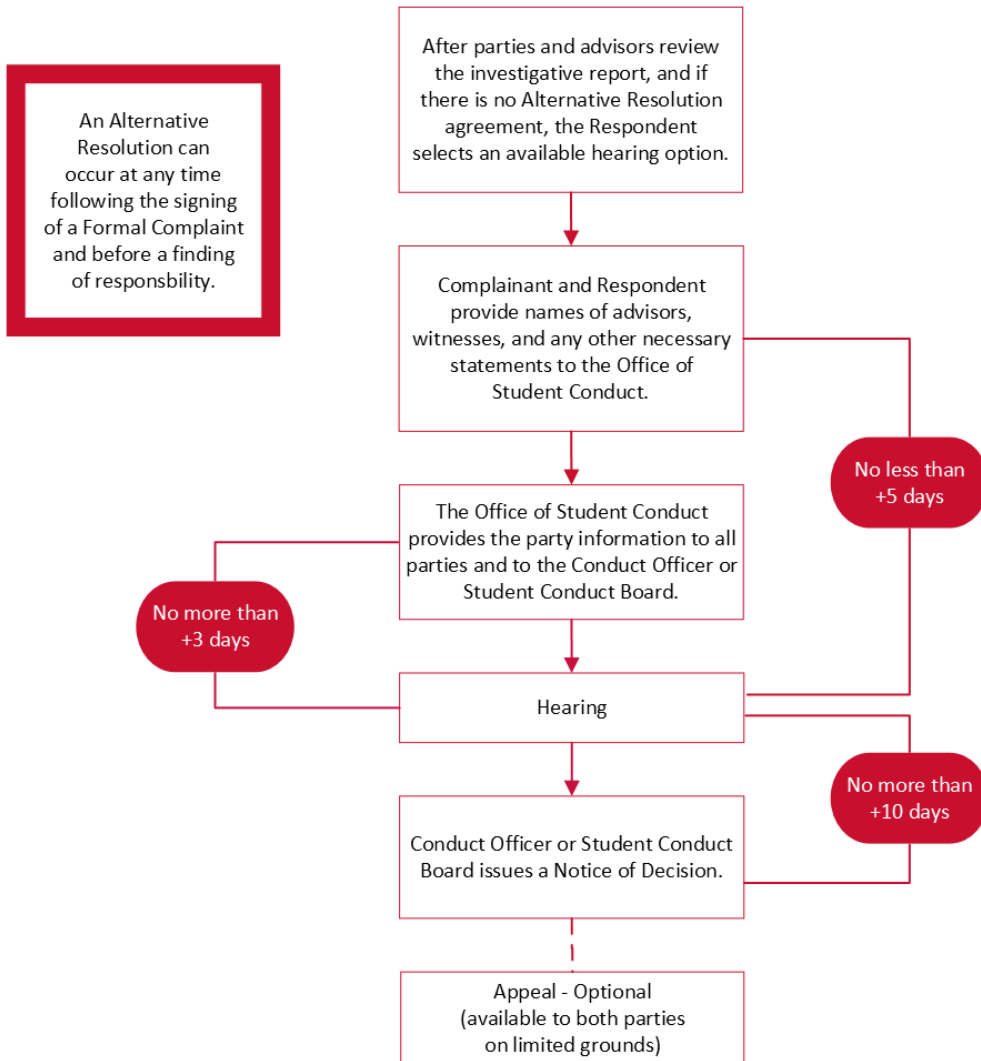 After parties and advisors review
the investigative report, and if
there is no Alternative Resolution
agreement, the Respondent
selects an available hearing option.
An Alternative
Resolution can
occur at any time
following the signing
of a Formal Complaint
and before a finding
of responsbility.
Complainant and Respondent
provide names of advisors,
witnesses, and any other necessary
statements to the Office of
Student Conduct.
No less than
+5 days
The Office of Student Conduct
provides the party information to all
parties and to the Conduct Officer or
Student Conduct Board.
No more than
+3 days
Hearing
No more than
+10 days
Conduct Officer or Student Conduct
Board issues a Notice of Decision.
Appeal - Optional
(available to both parties
on limited grounds)